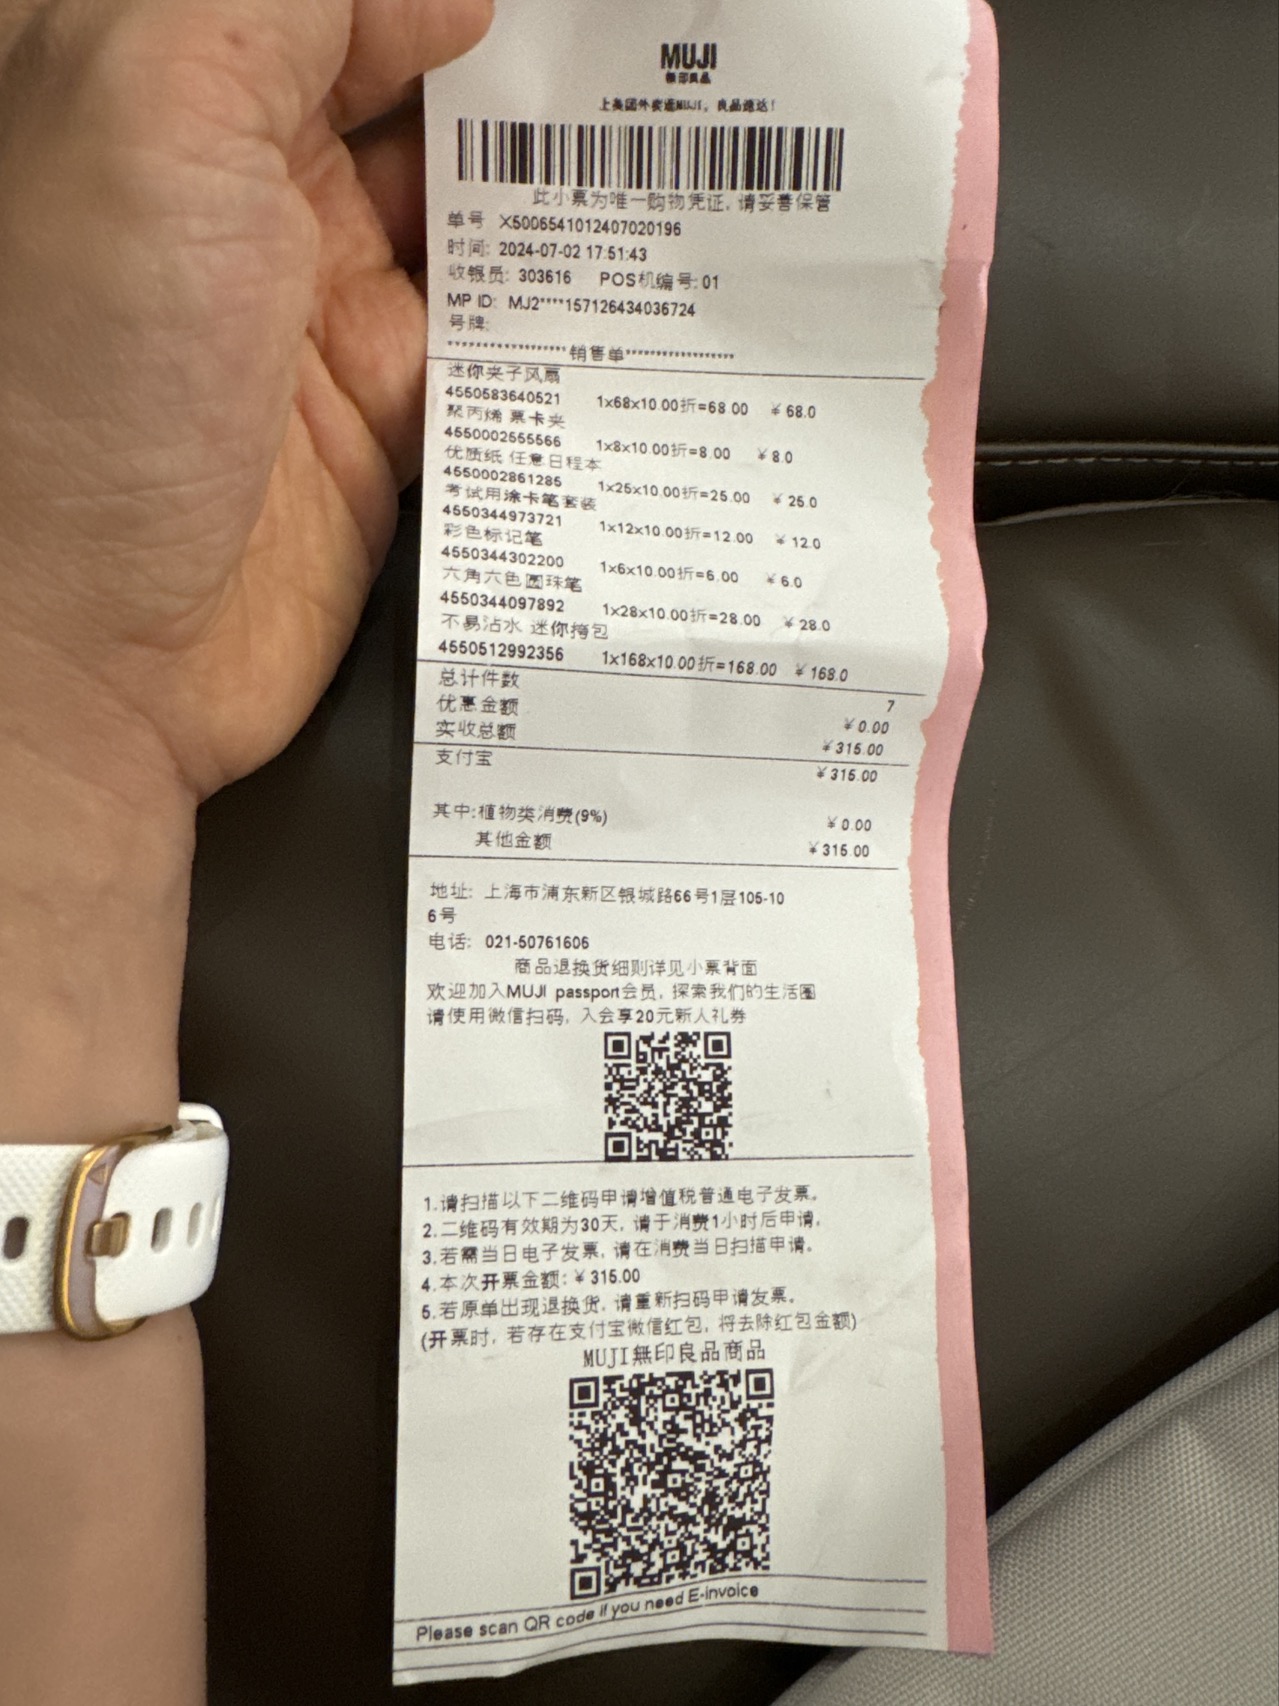 MUJI
無印良品
上美团外卖逛MUJI，良品速达！
此小票为唯一购物凭证, 请妥善保管
单号 X5006541012407020196
时间: 2024-07-02 17:51:43
收银员: 303616 POS机编号: 01
MP ID: MJ2****157126434036724
号牌:
******************销售单******************
迷你夹子风扇
4550583640521 1x68x10.00折=68.00 ￥68.0
聚丙烯 票卡夹
4550002555566 1x8x10.00折=8.00 ￥8.0
优质纸 任意日程本
4550002861285 1x25x10.00折=25.00 ￥25.0
考试用涂卡笔套装
4550344973721 1x12x10.00折=12.00 ￥12.0
彩色标记笔
4550344302200 1x6x10.00折=6.00 ￥6.0
六角六色圆珠笔
4550344097892 1x28x10.00折=28.00 ￥28.0
不易沾水 迷你挎包
4550512992356 1x168x10.00折=168.00 ￥168.0
总计件数 7
优惠金额 ￥0.00
实收总额 ￥315.00
支付宝 ￥315.00
其中:植物类消费(9%) ￥0.00
其他金额 ￥315.00
地址: 上海市浦东新区银城路66号1层105-10
6号
电话: 021-50761606
商品退换货细则详见小票背面
欢迎加入MUJI passport会员, 探索我们的生活圈
请使用微信扫码, 入会享20元新人礼券
1.请扫描以下二维码申请增值税普通电子发票。
2.二维码有效期为30天, 请于消费1小时后申请,
3.若需当日电子发票, 请在消费当日扫描申请。
4.本次开票金额:￥315.00
5.若原单出现退换货, 请重新扫码申请发票。
(开票时, 若存在支付宝微信红包, 将去除红包金额)
MUJI無印良品商品
Please scan QR code if you need E-invoice